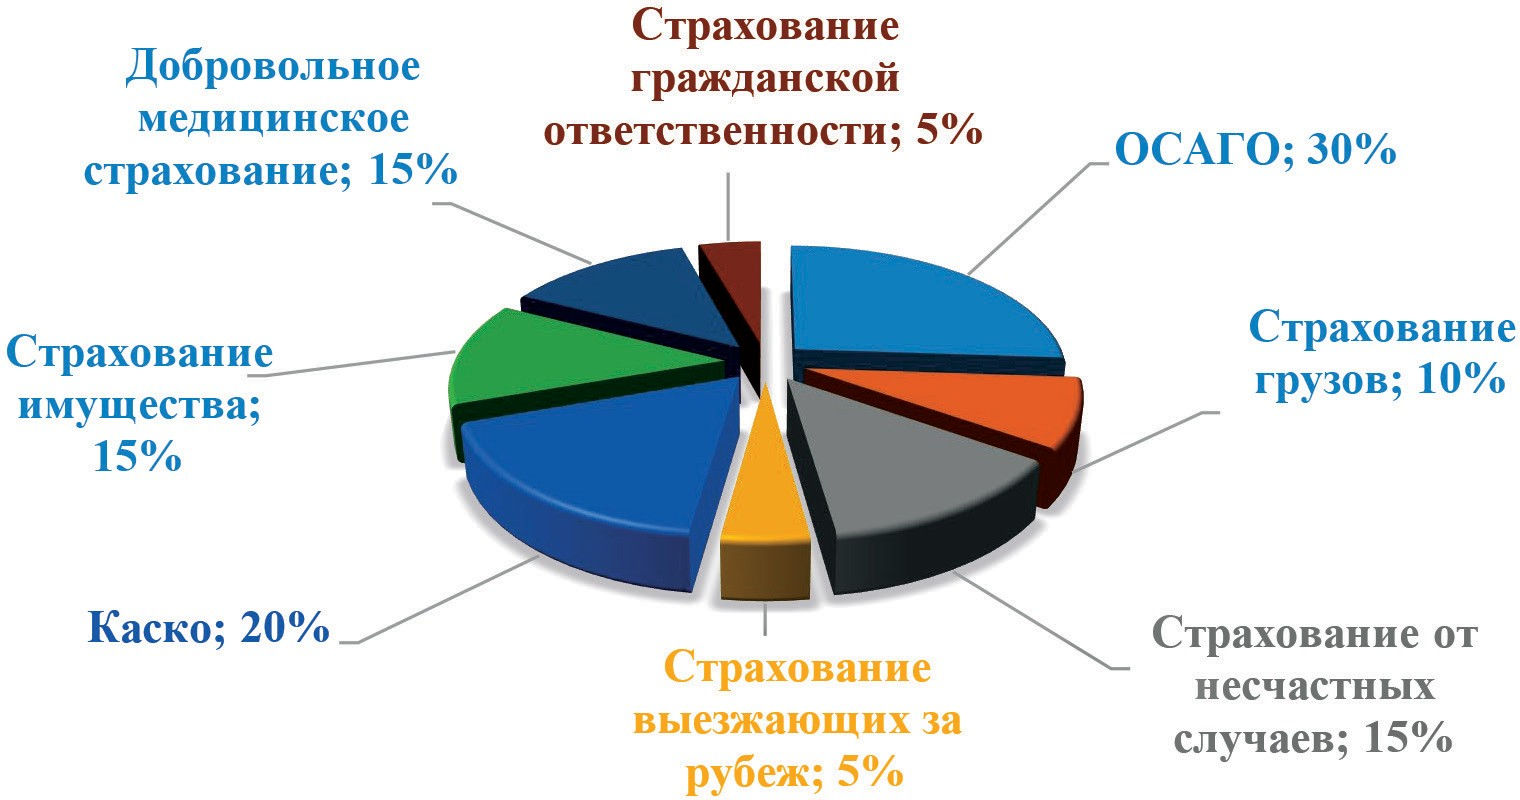 Страхование
гражданской
ответственности; 5%
Добровольное
медицинское
страхование; 15%
ОСАГО; 30%
Страхование
грузов; 10%
Страхование
имущества;
15%
Каско; 20%
Страхование
выезжающих за
рубеж; 5%
Страхование от
несчастных
случаев; 15%